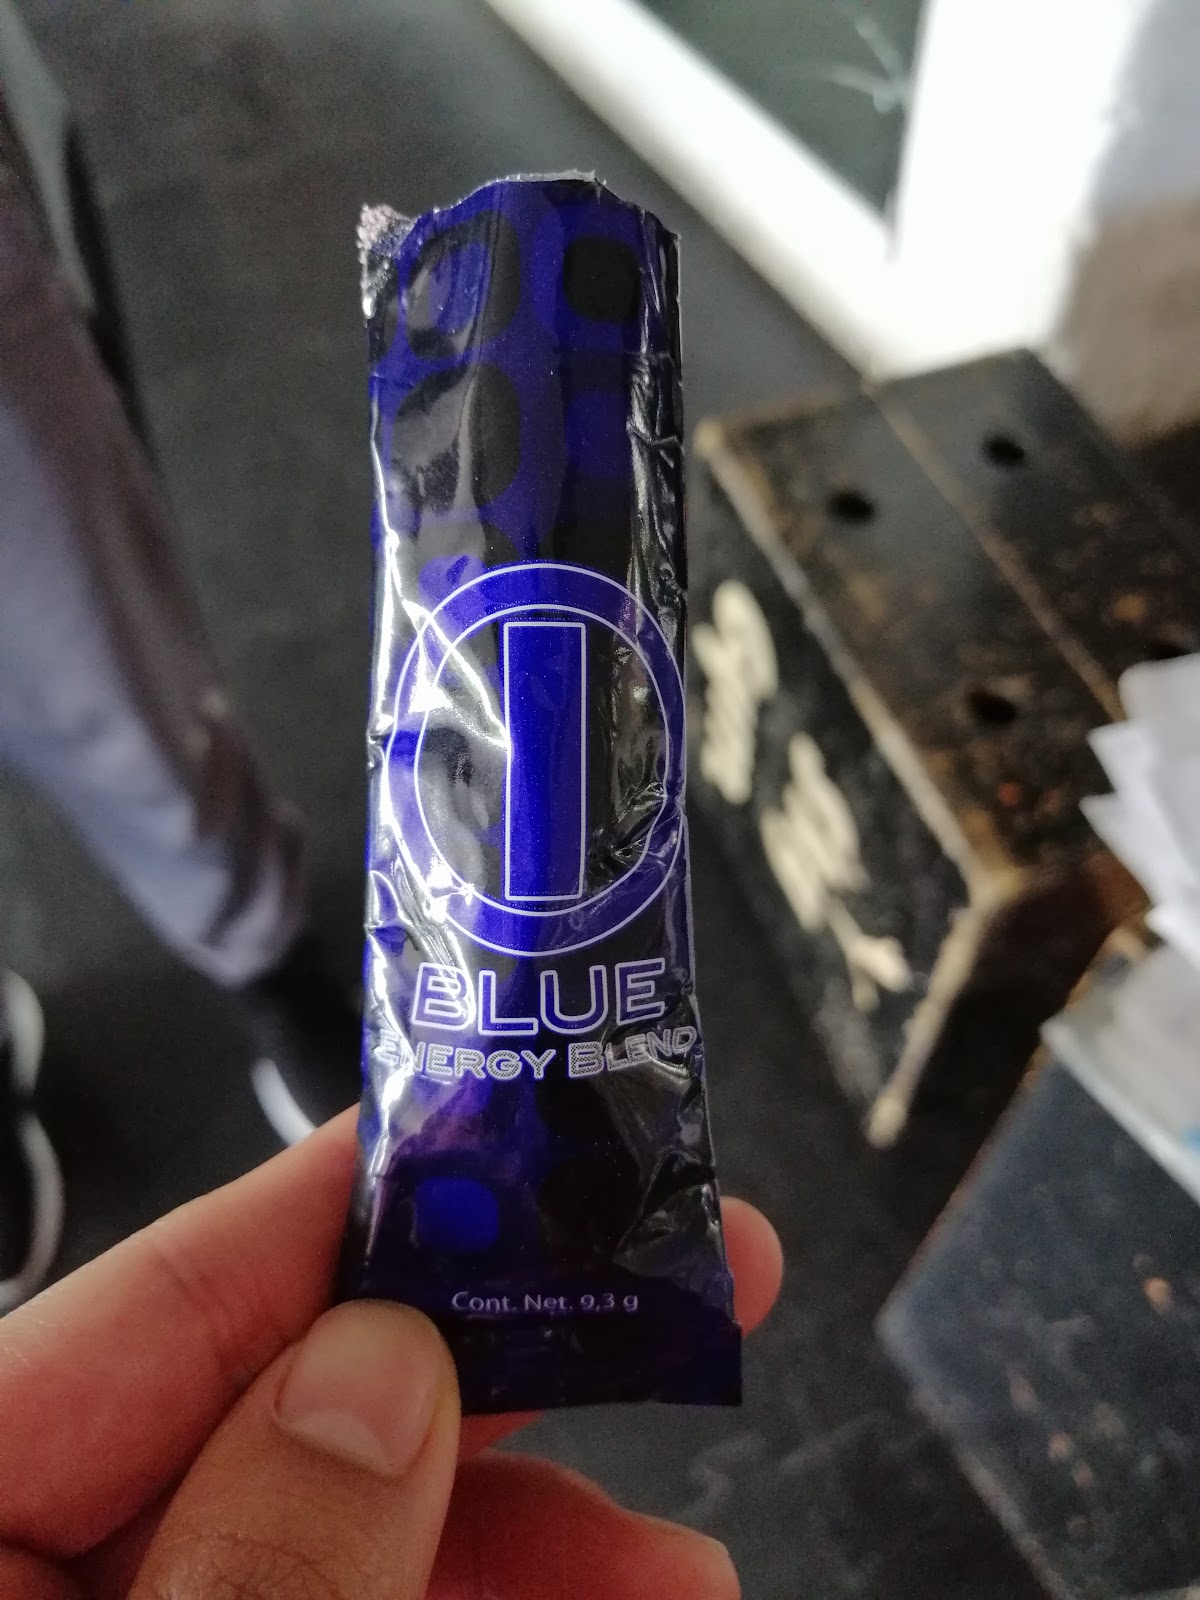 BLUE
ENERGY BLEND
Cont. Net. 9,3 g